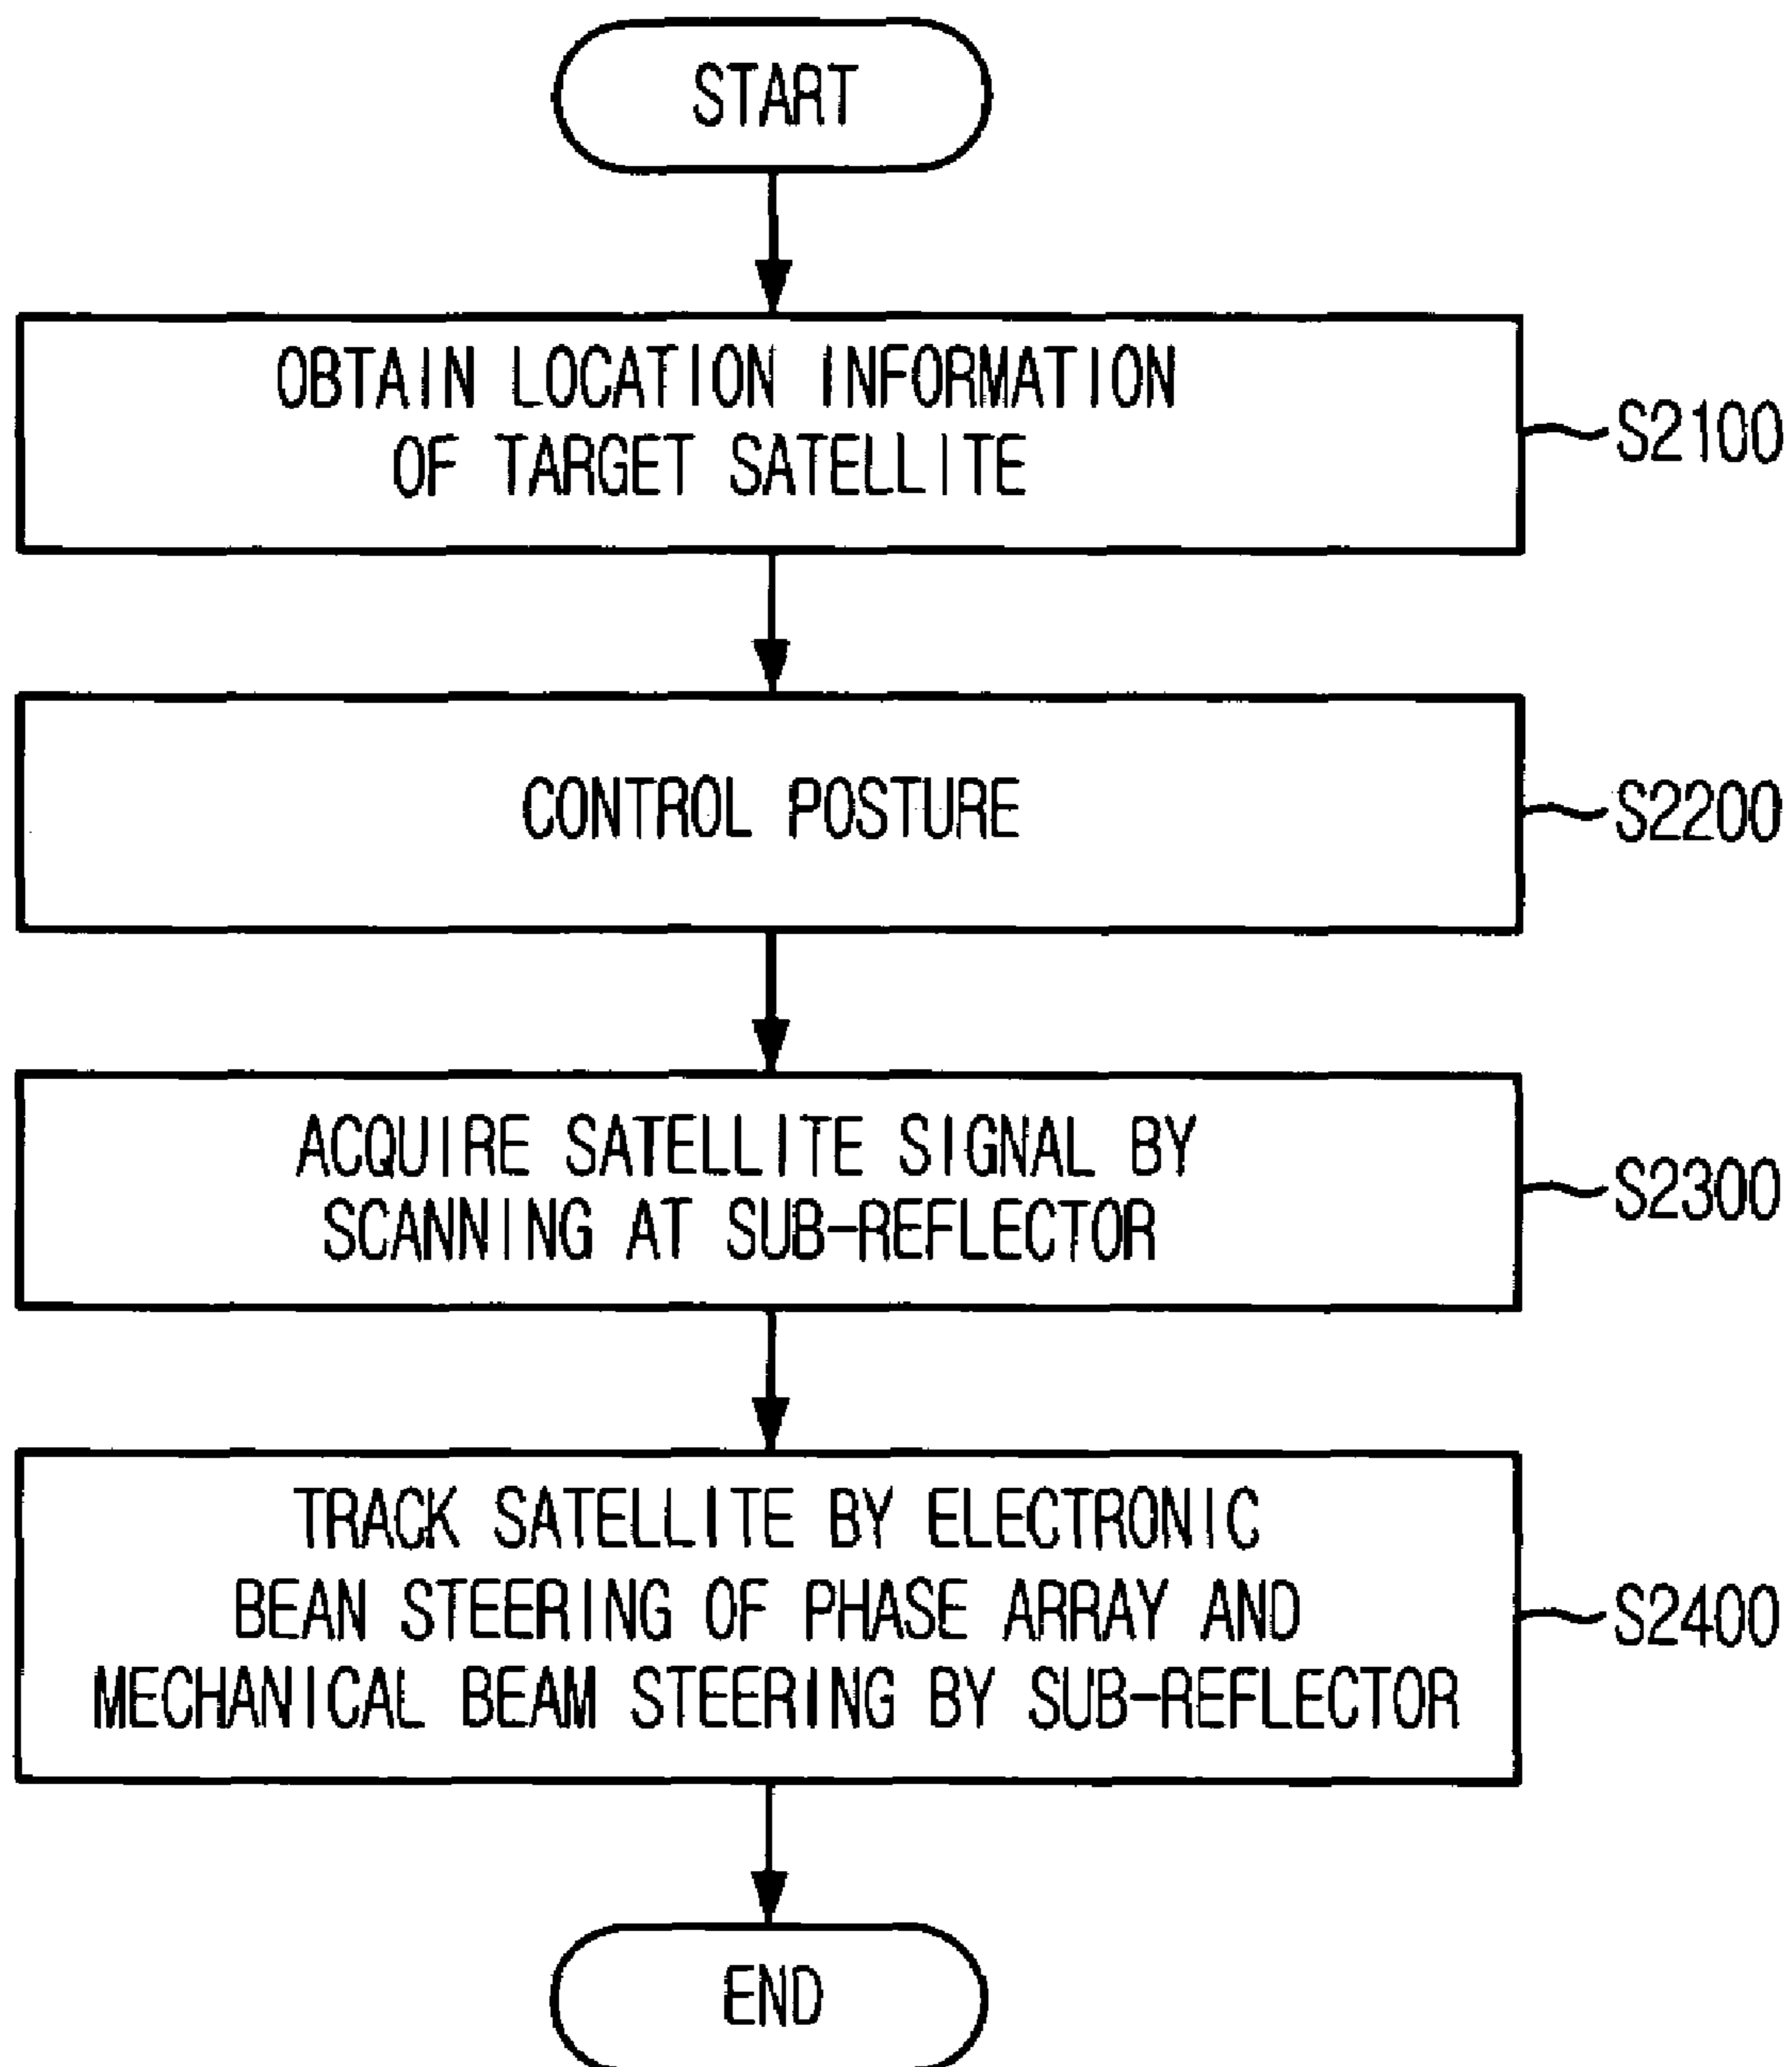 START
OBTAIN LOCATION INFORMATION
OF TARGET SATELLITE
S2100
CONTROL POSTURE
S2200
ACQUIRE SATELLITE SIGNAL BY
SCANNING AT SUB-REFLECTOR
S2300
TRACK SATELLITE BY ELECTRONIC
BEAN STEERING OF PHASE ARRAY AND
MECHANICAL BEAM STEERING BY SUB-REFLECTOR
S2400
END